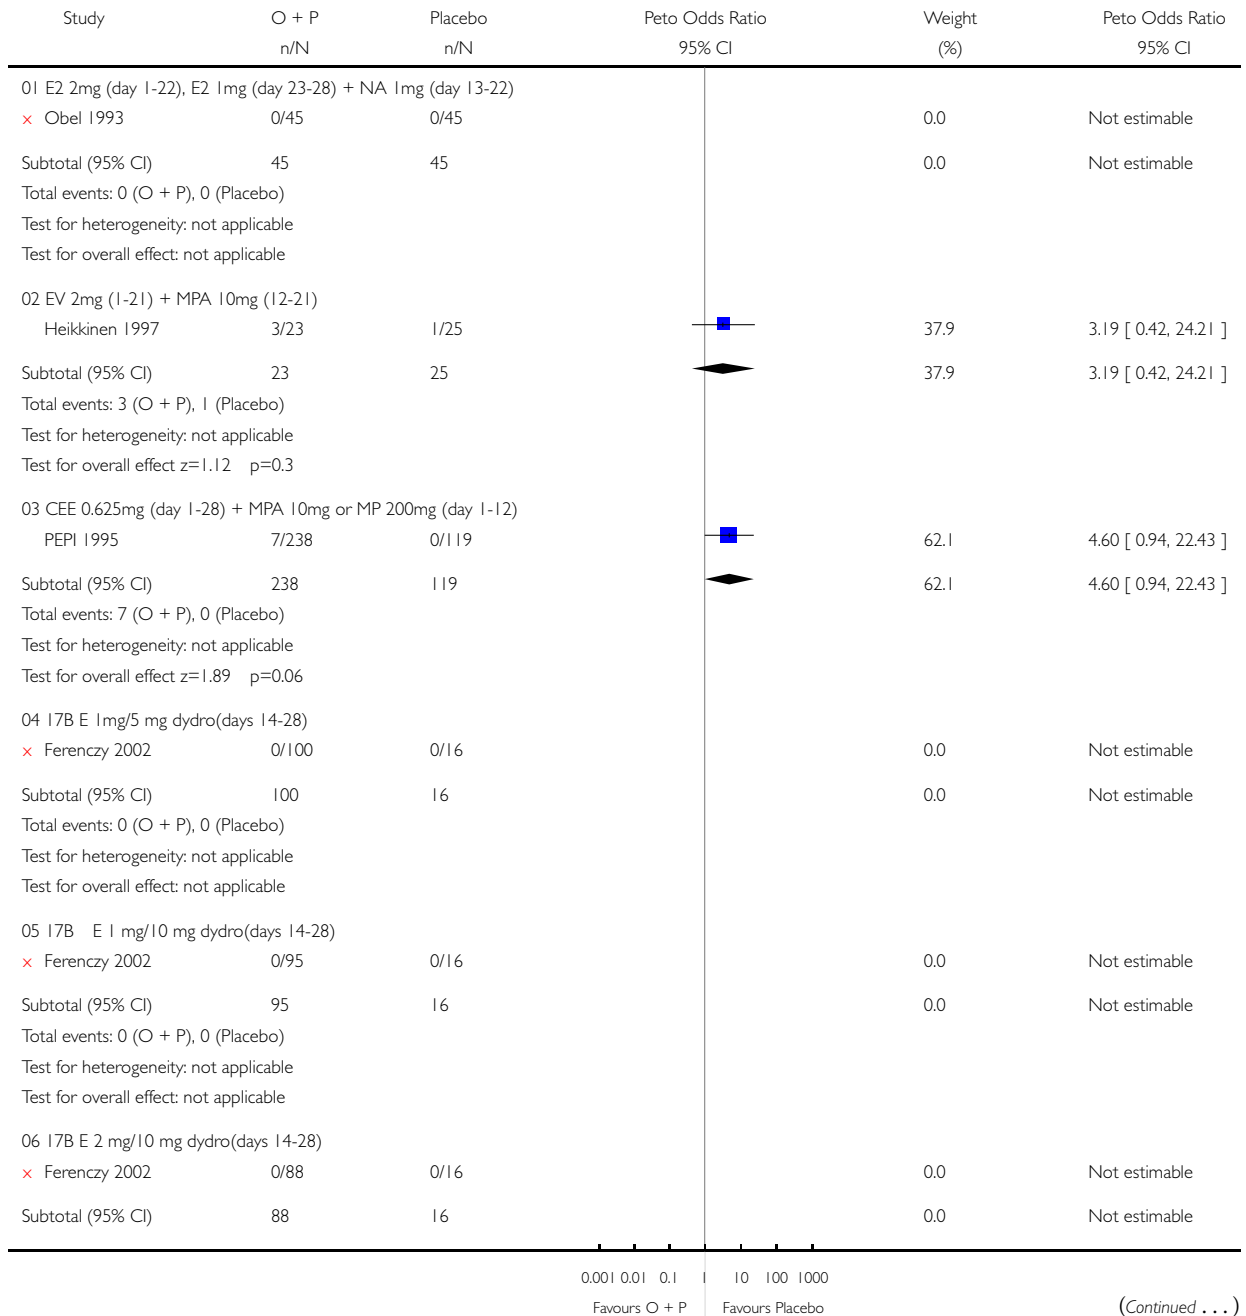 Study O + P Placebo Peto Odds Ratio Weight Peto Odds Ratio
n/N n/N 95% CI (%) 95% CI
01 E2 2mg (day 1-22), E2 1mg (day 23-28) + NA 1mg (day 13-22)
× Obel 1993 0/45 0/45 0.0 Not estimable
Subtotal (95% CI) 45 45 0.0 Not estimable
Total events: 0 (O + P), 0 (Placebo)
Test for heterogeneity: not applicable
Test for overall effect: not applicable
02 EV 2mg (1-21) + MPA 10mg (12-21)
Heikkinen 1997 3/23 1/25 37.9 3.19 [ 0.42, 24.21 ]
Subtotal (95% CI) 23 25 37.9 3.19 [ 0.42, 24.21 ]
Total events: 3 (O + P), 1 (Placebo)
Test for heterogeneity: not applicable
Test for overall effect z=1.12 p=0.3
03 CEE 0.625mg (day 1-28) + MPA 10mg or MP 200mg (day 1-12)
PEPI 1995 7/238 0/119 62.1 4.60 [ 0.94, 22.43 ]
Subtotal (95% CI) 238 119 62.1 4.60 [ 0.94, 22.43 ]
Total events: 7 (O + P), 0 (Placebo)
Test for heterogeneity: not applicable
Test for overall effect z=1.89 p=0.06
04 17B E 1mg/5 mg dydro(days 14-28)
× Ferenczy 2002 0/100 0/16 0.0 Not estimable
Subtotal (95% CI) 100 16 0.0 Not estimable
Total events: 0 (O + P), 0 (Placebo)
Test for heterogeneity: not applicable
Test for overall effect: not applicable
05 17B E 1 mg/10 mg dydro(days 14-28)
× Ferenczy 2002 0/95 0/16 0.0 Not estimable
Subtotal (95% CI) 95 16 0.0 Not estimable
Total events: 0 (O + P), 0 (Placebo)
Test for heterogeneity: not applicable
Test for overall effect: not applicable
06 17B E 2 mg/10 mg dydro(days 14-28)
× Ferenczy 2002 0/88 0/16 0.0 Not estimable
Subtotal (95% CI) 88 16 0.0 Not estimable
0.001 0.01 0.1 1 10 100 1000
Favours O + P Favours Placebo (Continued . . . )